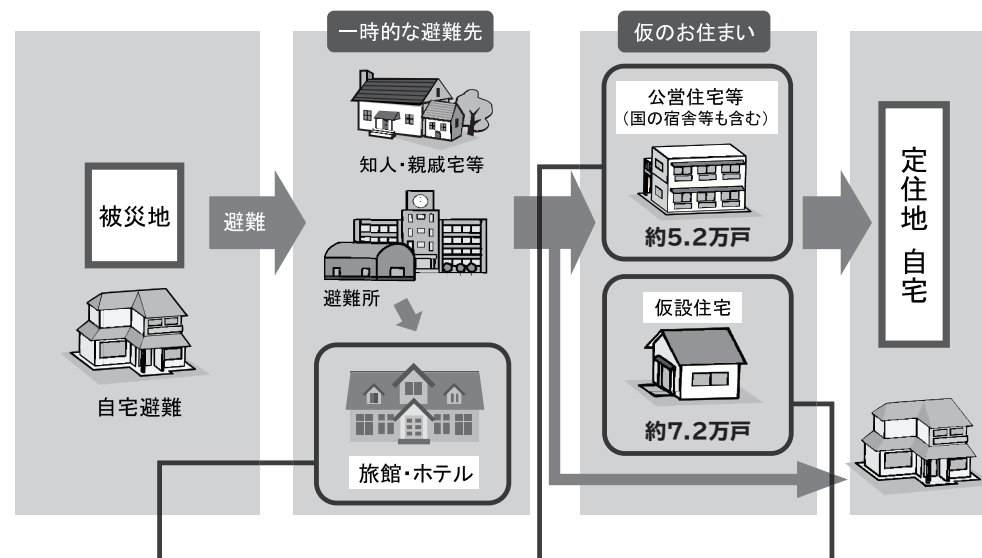 被災地
自宅避難
避難
一時的な避難先
知人・親戚宅等
避難所
旅館・ホテル
仮のお住まい
公営住宅等
（国の宿舎等も含む）
約5.2万戸
仮設住宅
約7.2万戸
定住地 自宅